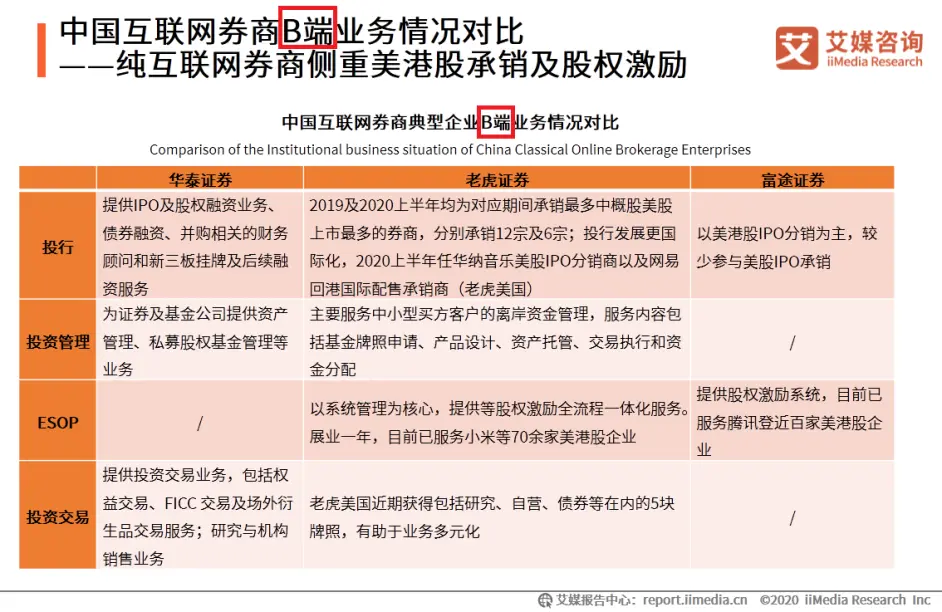 中国互联网券商B端业务情况对比
——纯互联网券商侧重美港股承销及股权激励
艾媒咨询
iiMedia Research
中国互联网券商典型企业B端业务情况对比
Comparison of the Institutional business situation of China Classical Online Brokerage Enterprises
华泰证券
老虎证券
富途证券
投行
提供IPO及股权融资业务、
债券融资、并购相关的财务
顾问和新三板挂牌及后续融
资服务
2019及2020上半年均为对应期间承销最多中概股美股
上市最多的券商，分别承销12宗及6宗；投行发展更国
际化，2020上半年任华纳音乐美股IPO分销商以及网易
回港国际配售承销商（老虎美国）
以美港股IPO分销为主，较
少参与美股IPO承销
投资管理
为证券及基金公司提供资产
管理、私募股权基金管理等
业务
主要服务中小型买方客户的离岸资金管理，服务内容包
括基金牌照申请、产品设计、资产托管、交易执行和资
金分配
/
ESOP
/
以系统管理为核心，提供等股权激励全流程一体化服务。
展业一年，目前已服务小米等70余家美港股企业
提供股权激励系统，目前已
服务腾讯登近百家美港股企
业
投资交易
提供投资交易业务，包括权
益交易、FICC 交易及场外衍
生品交易服务；研究与机构
销售业务
老虎美国近期获得包括研究、自营、债券等在内的5块
牌照，有助于业务多元化
/
艾媒报告中心：report.iimedia.cn ©2020 iiMedia Research Inc